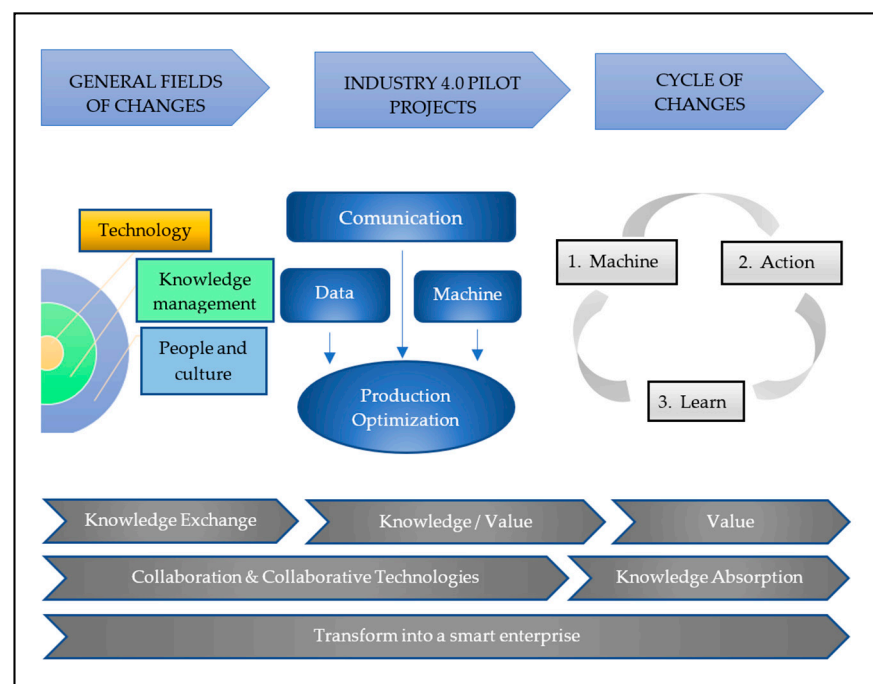 GENERAL FIELDS
OF CHANGES
INDUSTRY 4.0 PILOT
PROJECTS
CYCLE OF
CHANGES
Technology
Knowledge
management
People and
culture
Comunication
Data
Machine
Production
Optimization
1. Machine
2. Action
3. Learn
Knowledge Exchange
Knowledge / Value
Value
Collaboration & Collaborative Technologies
Knowledge Absorption
Transform into a smart enterprise